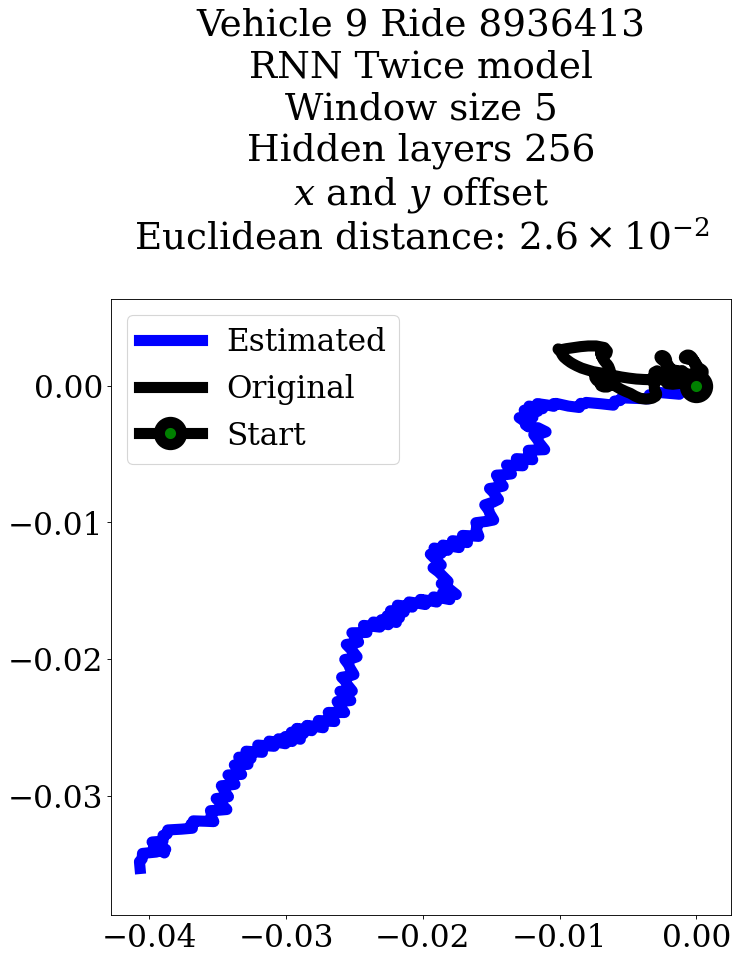 Vehicle 9 Ride 8936413
RNN Twice model
Window size 5
Hidden layers 256
x and y offset
Euclidean distance: 2.6 × 10⁻²
Estimated
Original
Start
0.00
−0.01
−0.02
−0.03
−0.04 −0.03 −0.02 −0.01 0.00